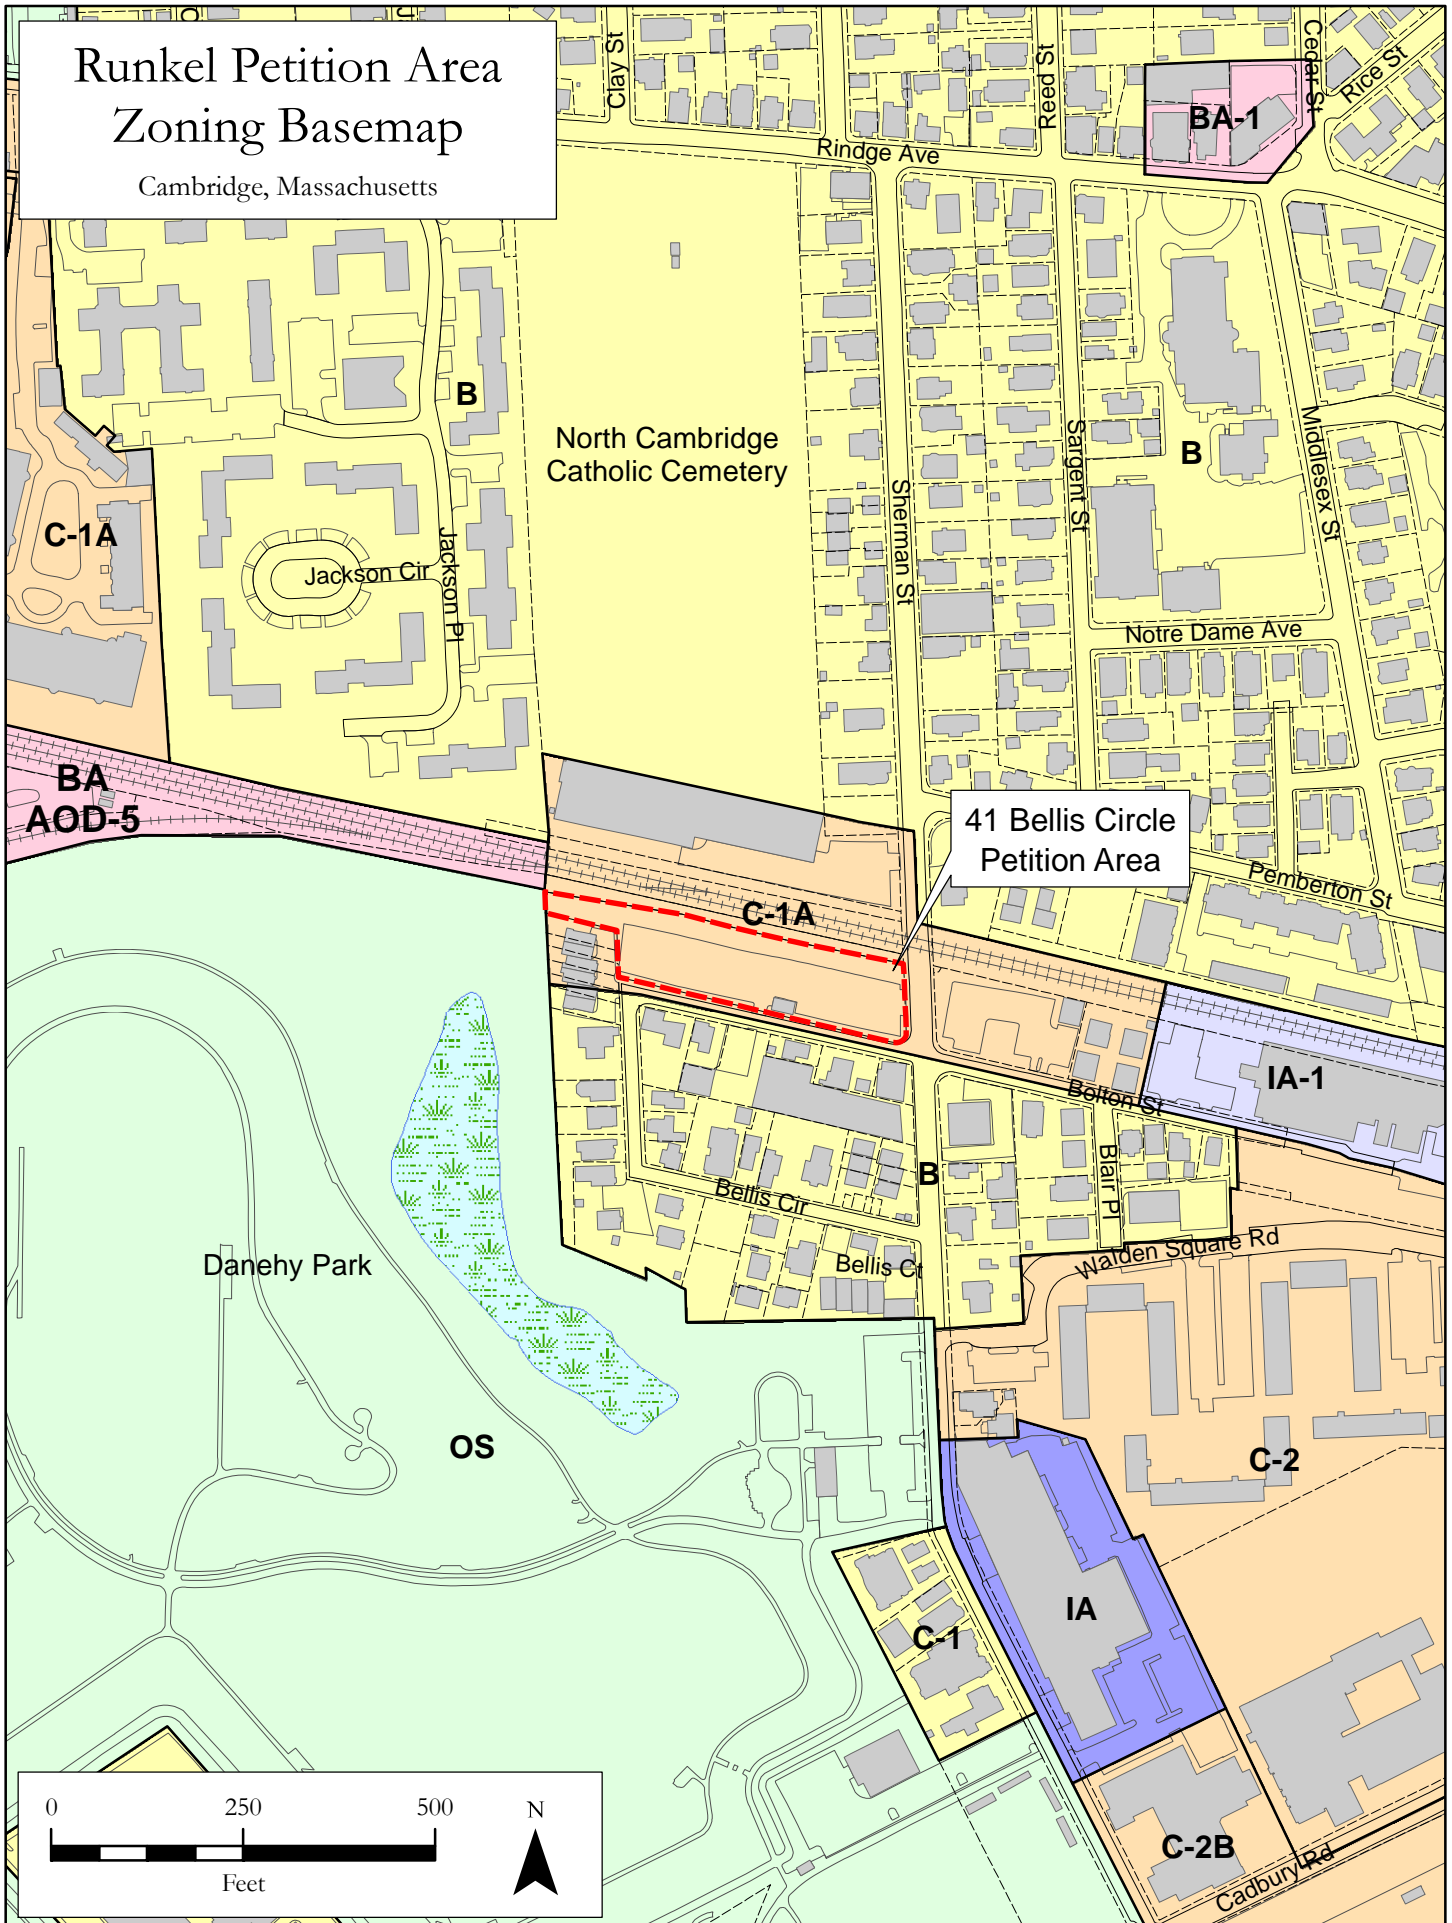 Runkel Petition Area
Zoning Basemap
Cambridge, Massachusetts
Clay St
Reed St
Cedar St
Rice St
BA-1
Rindge Ave
B
North Cambridge
Catholic Cemetery
Sherman St
Sargent St
B
Middlesex St
C-1A
Jackson Cir
Jackson Pl
Notre Dame Ave
BA
AOD-5
41 Bellis Circle
Petition Area
Pemberton St
C-1A
IA-1
Bolton St
Blair Pl
B
Bellis Cir
Bellis Ct
Walden Square Rd
Danehy Park
OS
C-2
IA
C-1
C-2B
Cadbury Rd
0 250 500
Feet
N